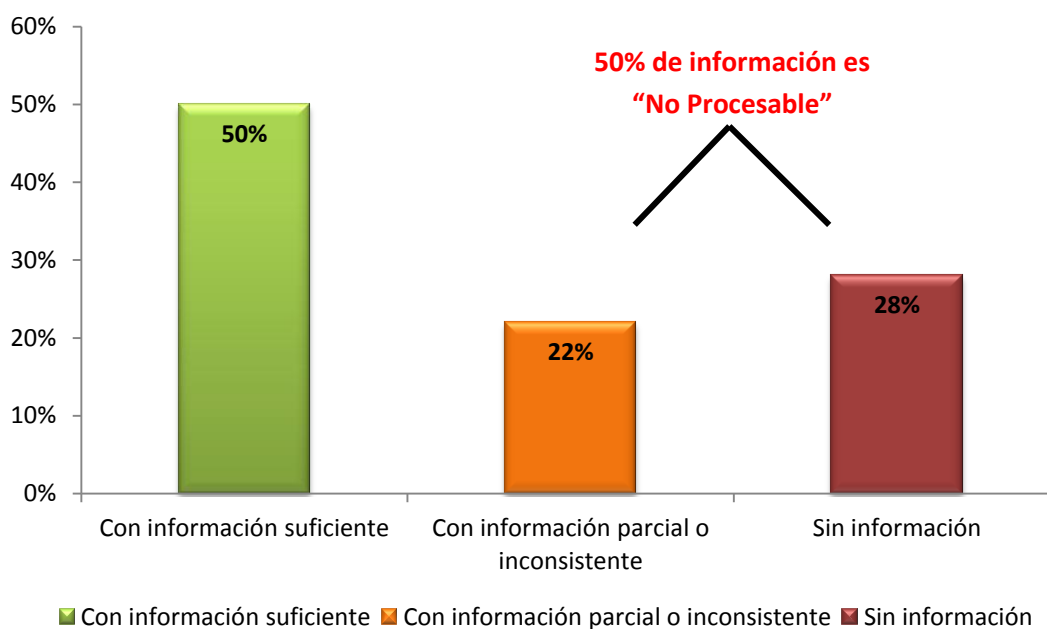 60%
50% de información es
“No Procesable”
50%
50%
40%
30%
28%
20%
22%
10%
0%
Con información suficiente
Con información parcial o
inconsistente
Sin información
Con información suficiente Con información parcial o inconsistente Sin información